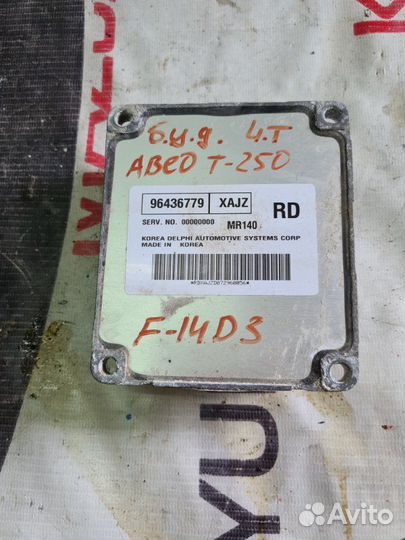 б.у.д. 4.T
ABEO T-250
96436779 XAJZ RD
SERV. NO. 00000000 MR140
KOREA DELPHI AUTOMOTIVE SYSTEMS CORP
MADE IN KOREA
F-14D3
YU
Avito